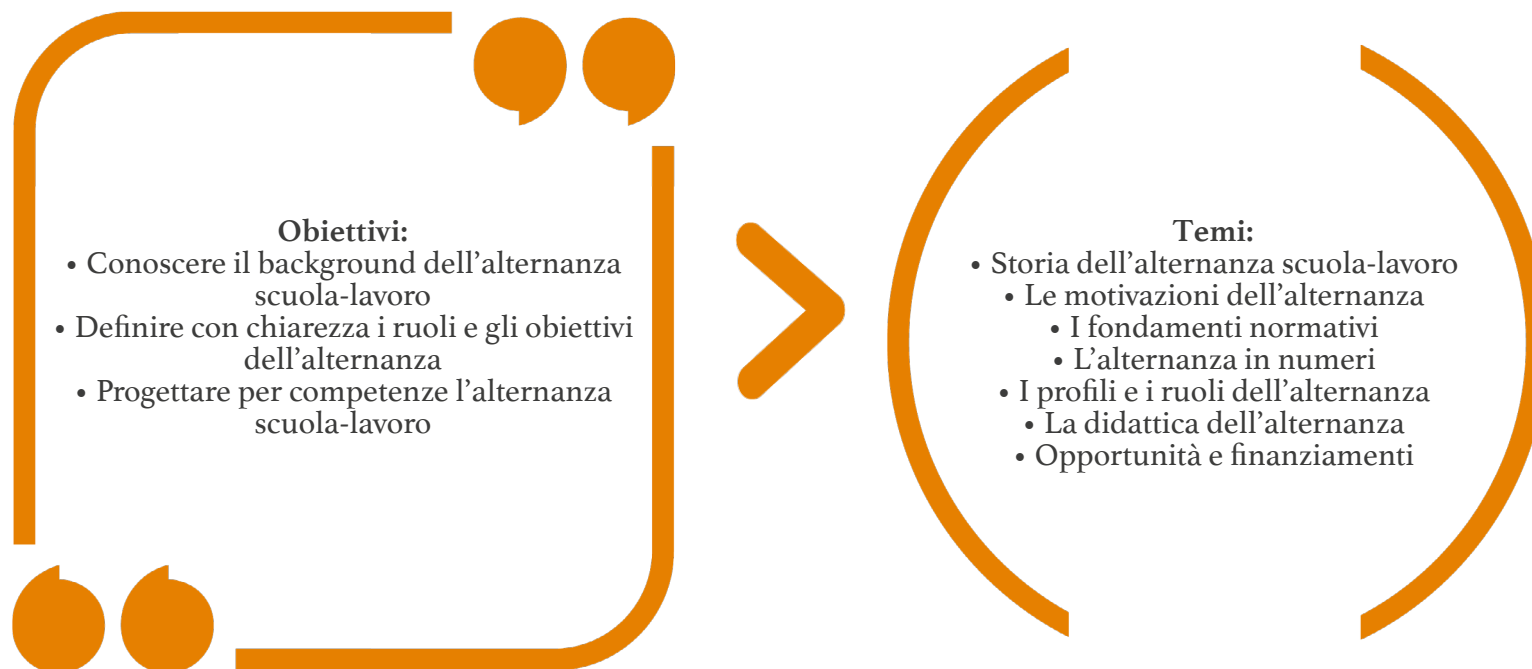 Obiettivi:
• Conoscere il background dell’alternanza
scuola-lavoro
• Definire con chiarezza i ruoli e gli obiettivi
dell’alternanza
• Progettare per competenze l’alternanza
scuola-lavoro
Temi:
• Storia dell’alternanza scuola-lavoro
• Le motivazioni dell’alternanza
• I fondamenti normativi
• L’alternanza in numeri
• I profili e i ruoli dell’alternanza
• La didattica dell’alternanza
• Opportunità e finanziamenti